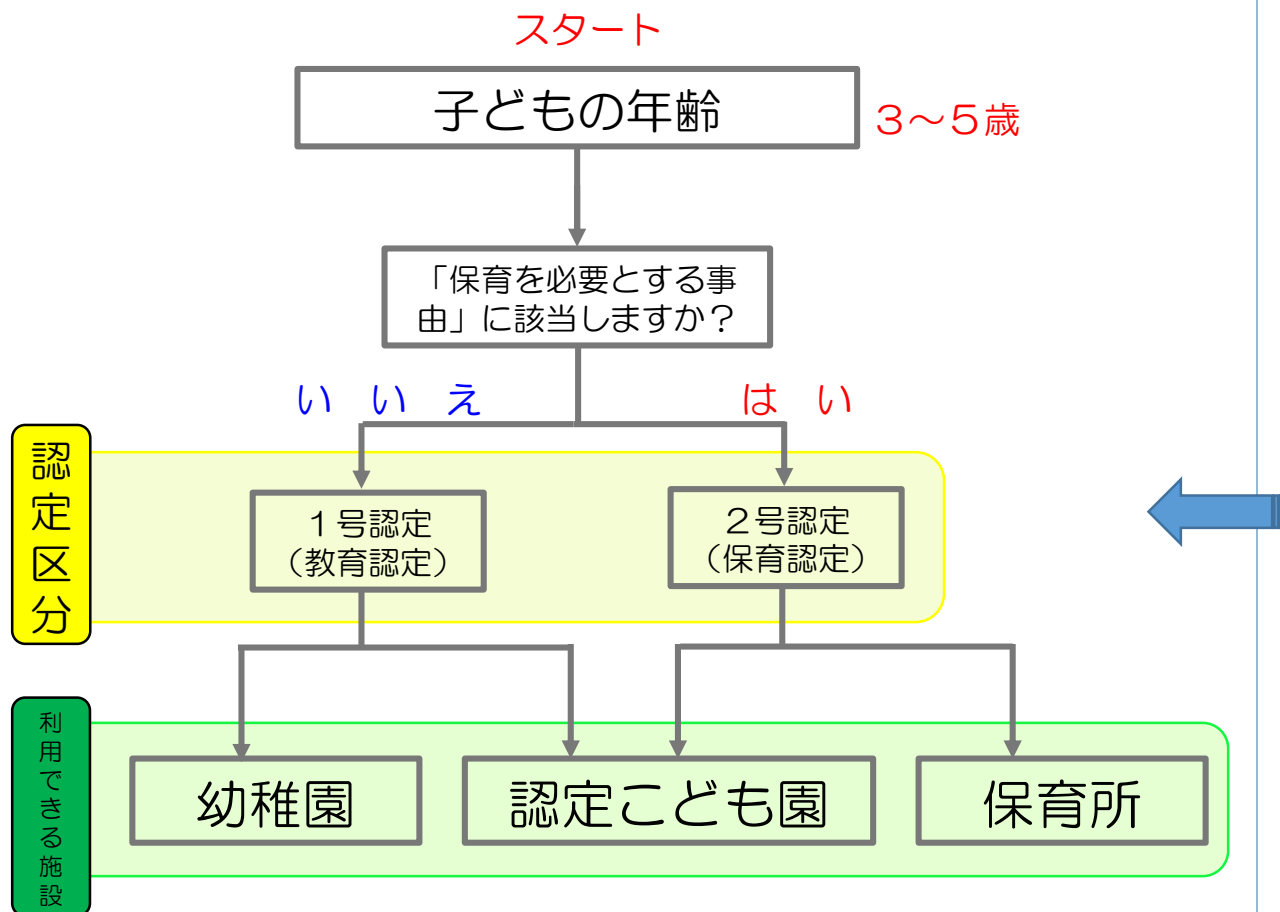 スタート
子どもの年齢
３～５歳
「保育を必要とする事
由」に該当しますか？
い い え
は い
認定区分
１号認定
（教育認定）
２号認定
（保育認定）
利用できる施設
幼稚園
認定こども園
保育所